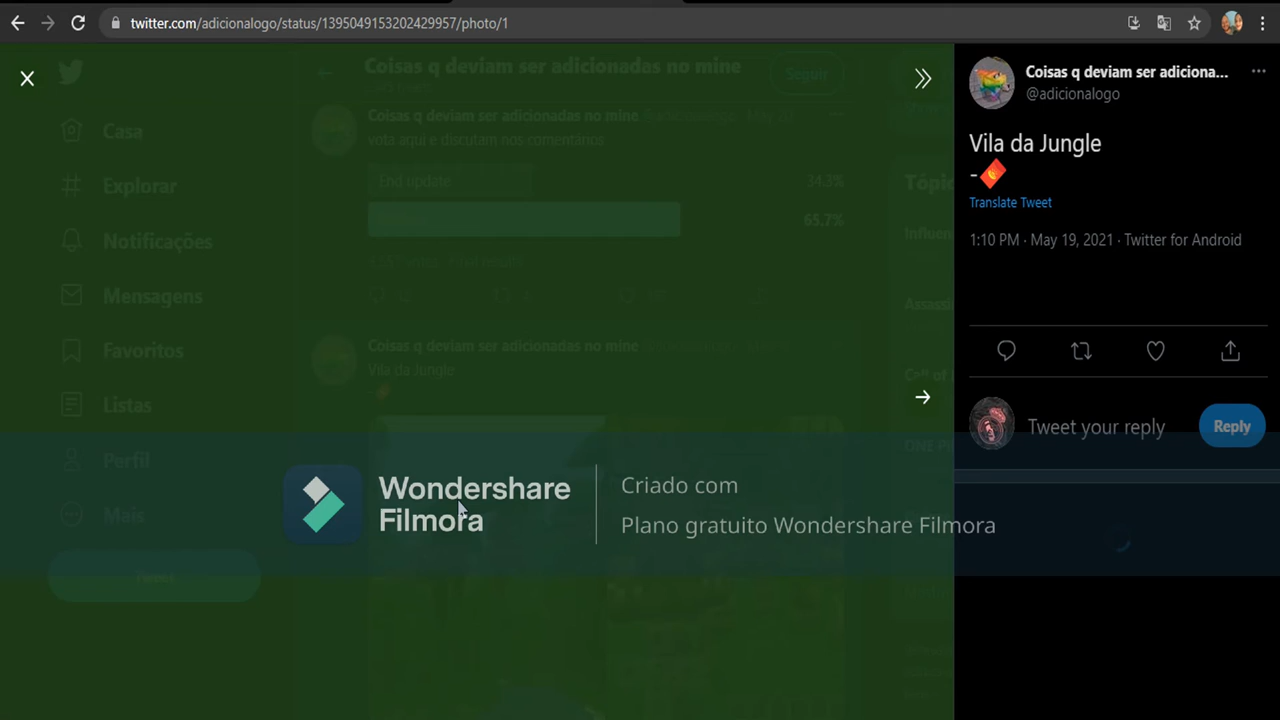 twitter.com/adicionalogo/status/1395049153202429957/photo/1
Coisas q deviam ser adicionadas no mine
Seguir
Coisas q deviam ser adicionadas no mine
May 20
vota aqui e discutam nos comentários
End update
34.3%
65.7%
Casa
Explorar
Notificações
Mensagens
Favoritos
Listas
Perfil
Mais
Tweet
Coisas q deviam ser adicionadas no mine
Vila da Jungle
Coisas q deviam ser adiciona...
@adicionalogo
Vila da Jungle
-🧧
Translate Tweet
1:10 PM · May 19, 2021 · Twitter for Android
Tweet your reply
Reply
Wondershare
Filmora
Criado com
Plano gratuito Wondershare Filmora